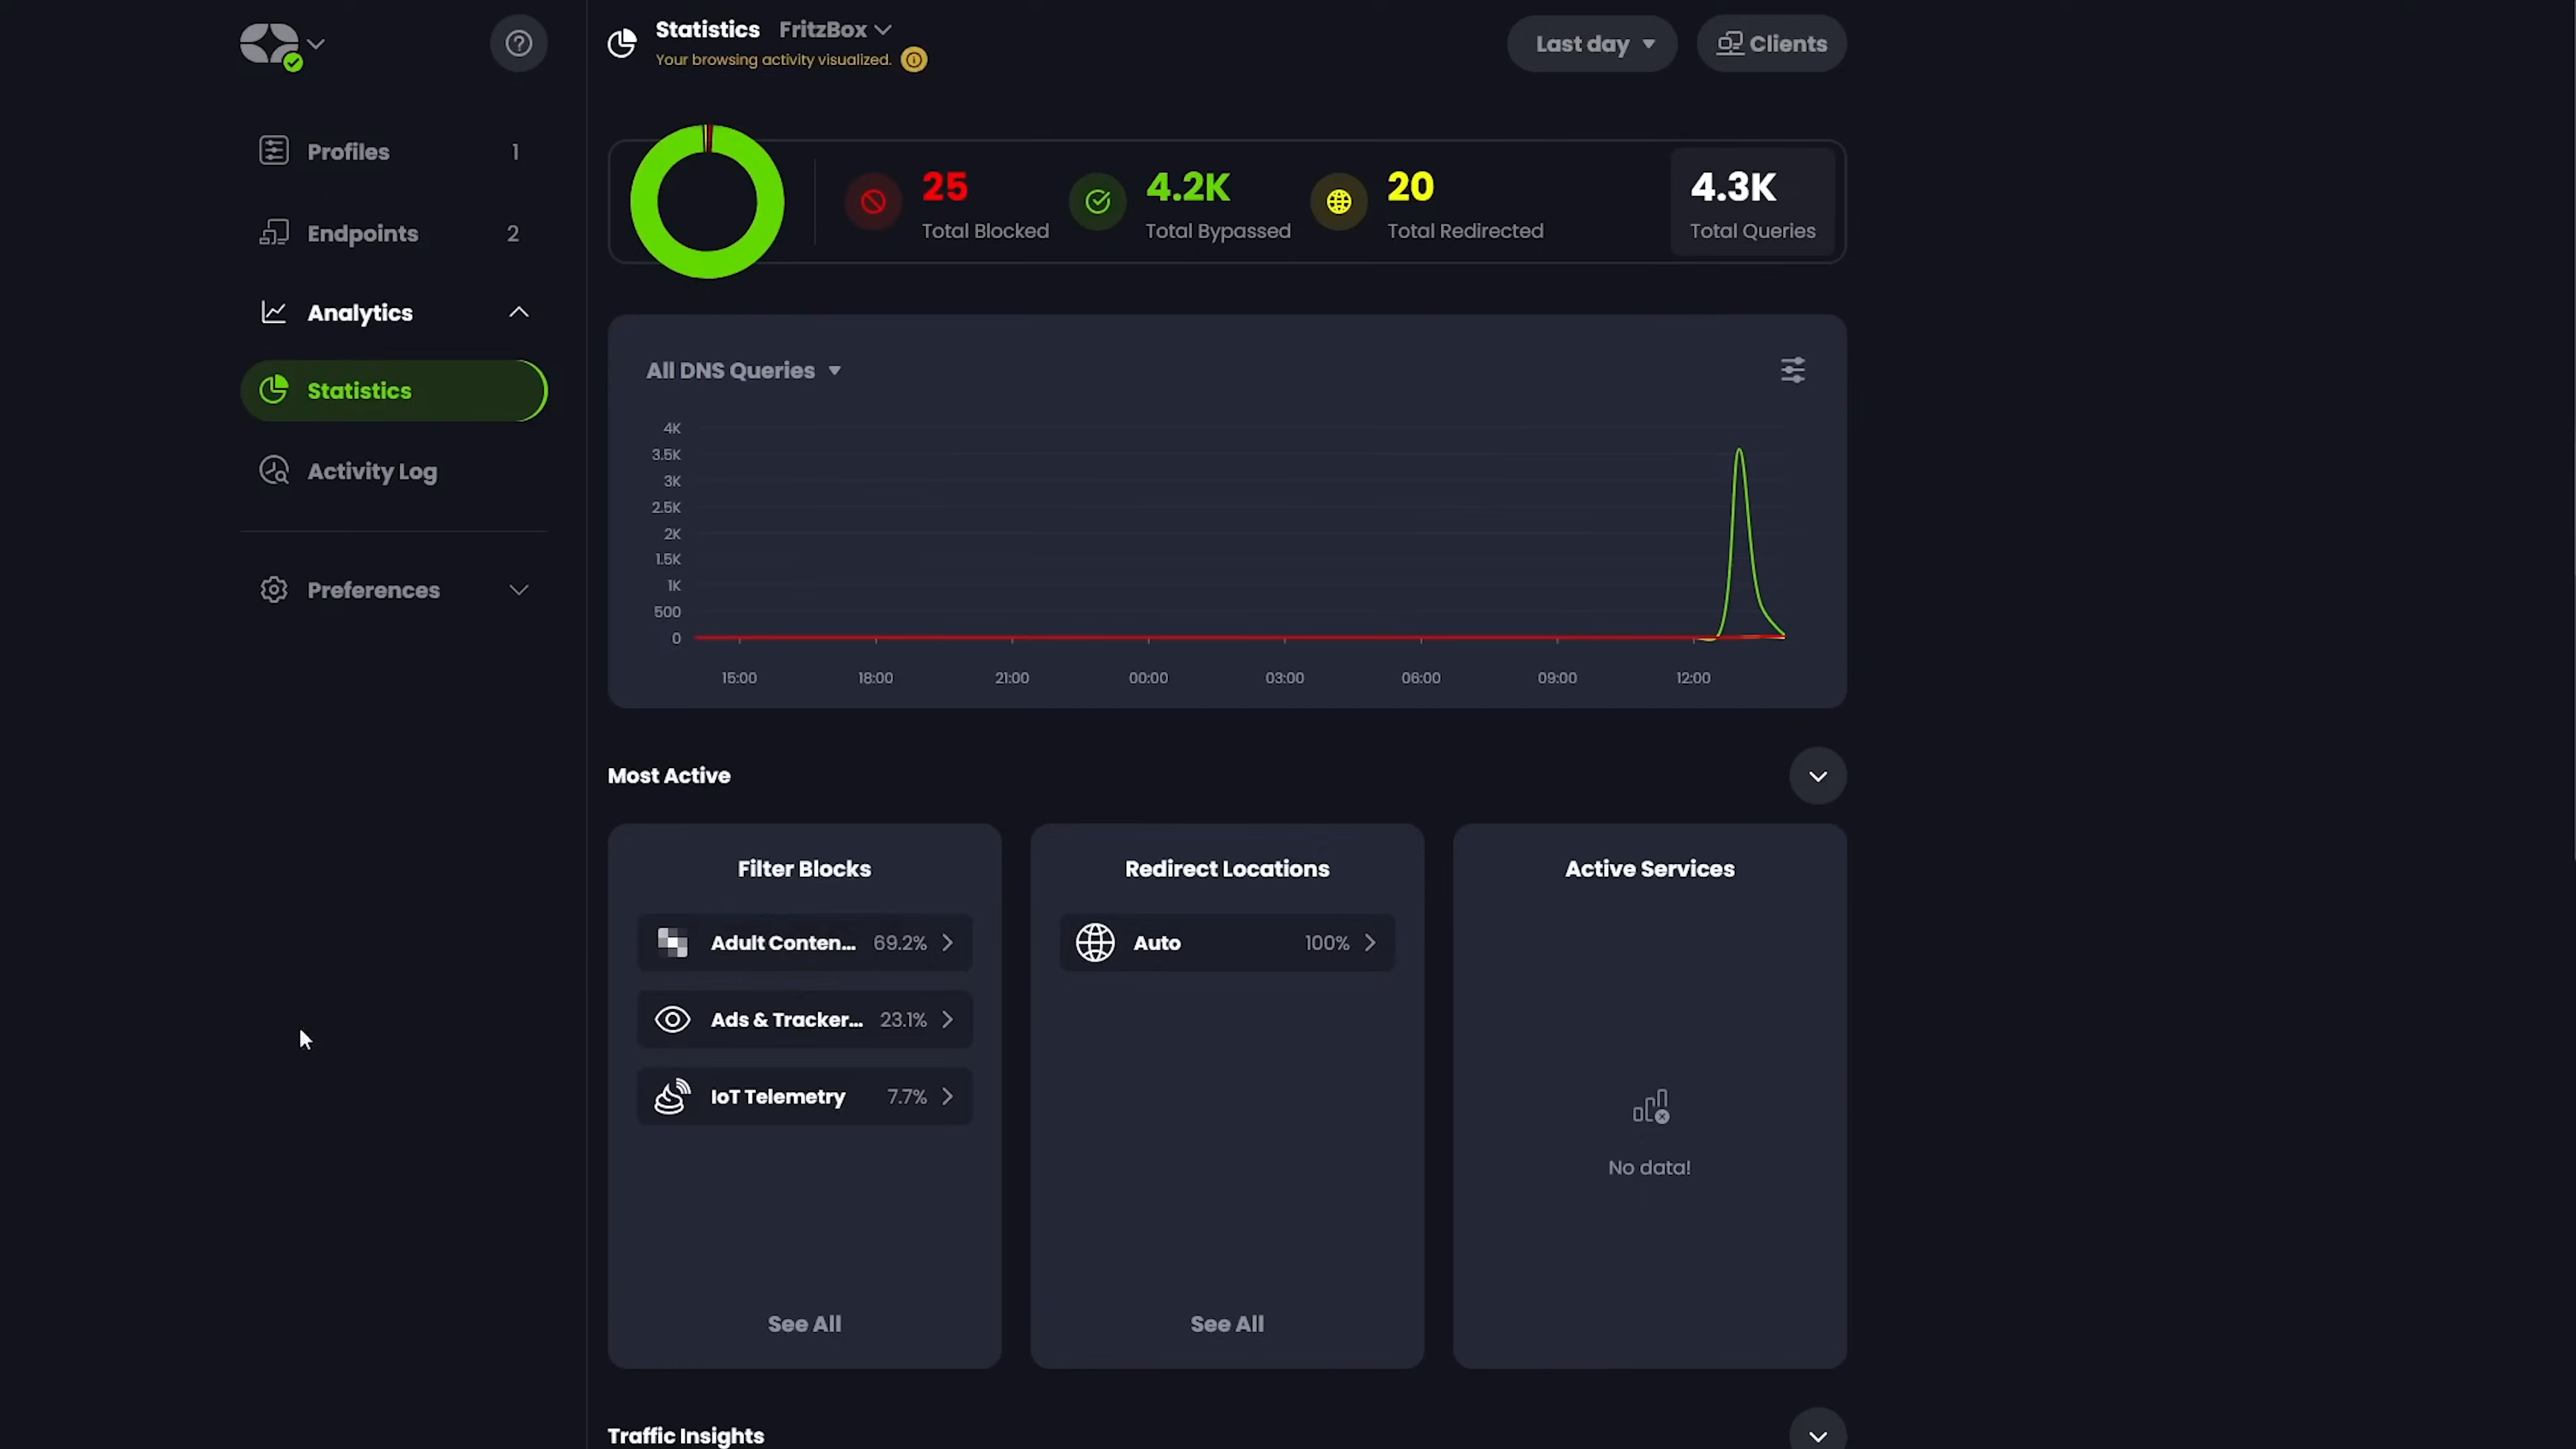 Statistics FritzBox
Your browsing activity visualized.
Last day
Clients
Profiles 1
Endpoints 2
Analytics
Statistics
Activity Log
Preferences
25
Total Blocked
4.2K
Total Bypassed
20
Total Redirected
4.3K
Total Queries
All DNS Queries
4K
3.5K
3K
2.5K
2K
1.5K
1K
500
0
15:00 18:00 21:00 00:00 03:00 06:00 09:00 12:00
Most Active
Filter Blocks
Adult Conten... 69.2%
Ads & Tracker... 23.1%
IoT Telemetry 7.7%
See All
Redirect Locations
Auto 100%
See All
Active Services
No data!
Traffic Insights